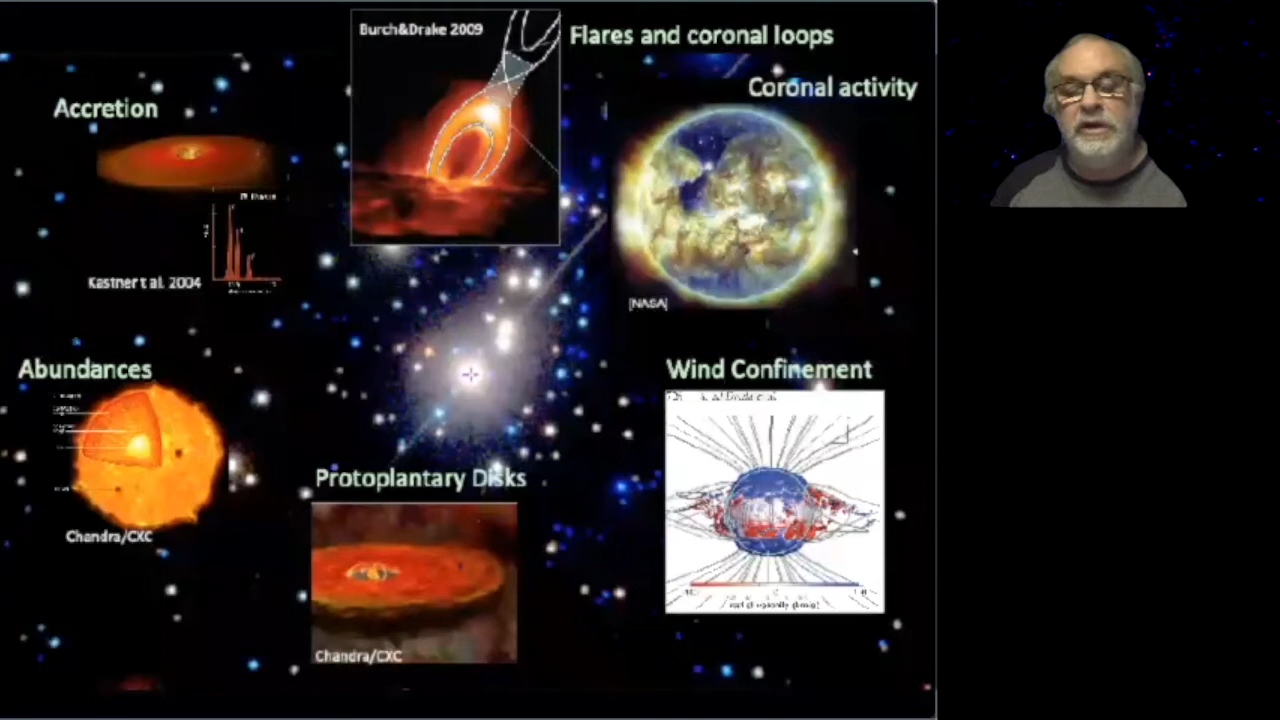 Burch&Drake 2009
Flares and coronal loops
Coronal activity
Accretion
Kastner t al. 2004
[NASA]
Abundances
Chandra/CXC
Protoplantary Disks
Chandra/CXC
Wind Confinement